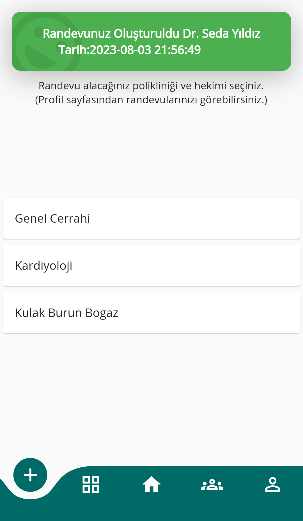 Randevunuz Oluşturuldu Dr. Seda Yıldız
Tarih:2023-08-03 21:56:49
Randevu alacağınız polikliniği ve hekimi seçiniz.
(Profil sayfasından randevularınızı görebilirsiniz.)
Genel Cerrahi
Kardiyoloji
Kulak Burun Bogaz